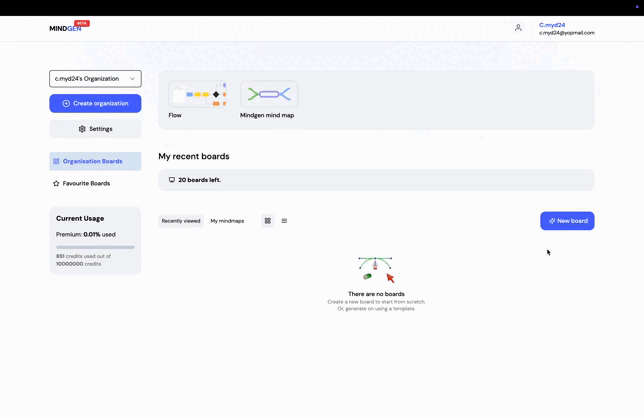 BETA
MINDGEN
C.myd24
c.myd24@yopmail.com
c.myd24's Organization
Create organization
Settings
Organisation Boards
Favourite Boards
Current Usage
Premium: 0.01% used
851 credits used out of
10000000 credits
Flow
Mindgen mind map
My recent boards
20 boards left.
Recently viewed
My mindmaps
New board
There are no boards
Create a new board to start from scratch.
Or, generate on using a template.